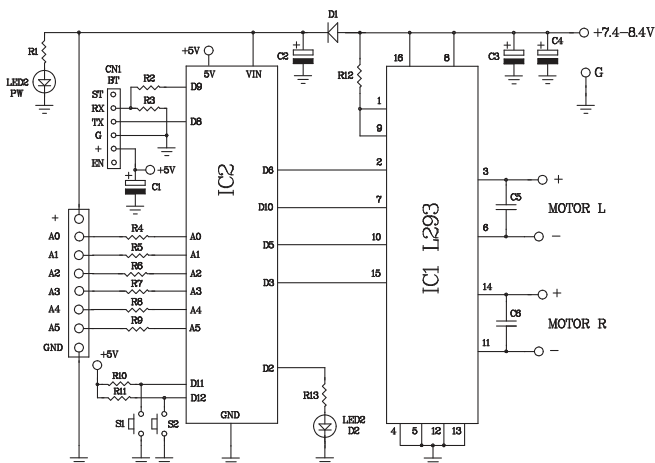 D1
R1
+5V
C2
C3
C4
+7.4-8.4V
LED2
PW
CN1
BT
R2
5V
VIN
R12
16
8
G
ST
RX
TX
G
+
EN
R3
D9
D8
1
9
+5V
C1
IC2
D6
2
IC1 L293
3
+
C5
MOTOR L
D10
7
6
-
+
A0
A1
A2
A3
A4
A5
GND
R4
R5
R6
R7
R8
R9
A0
A1
A2
A3
A4
A5
D5
10
D3
15
14
+
C6
MOTOR R
11
-
+5V
R10
R11
D11
D12
S1
S2
GND
D2
R13
LED2
D2
4
5
12
13